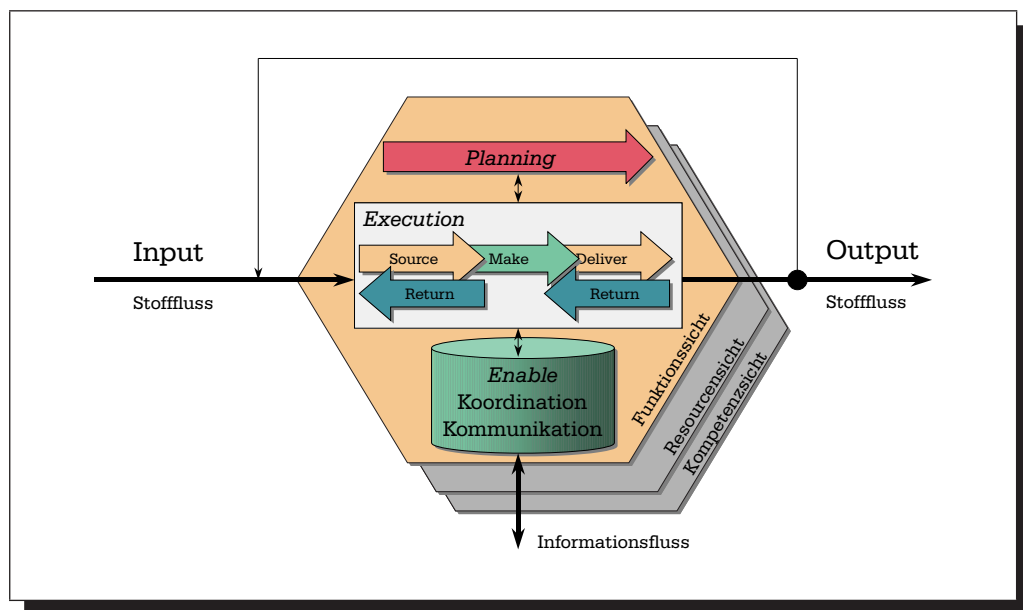 Planning
Execution
Input
Output
Source
Make
Deliver
Stofffluss
Return
Return
Stofffluss
Funktionssicht
Resourcensicht
Kompetenzsicht
Enable
Koordination
Kommunikation
Informationsfluss